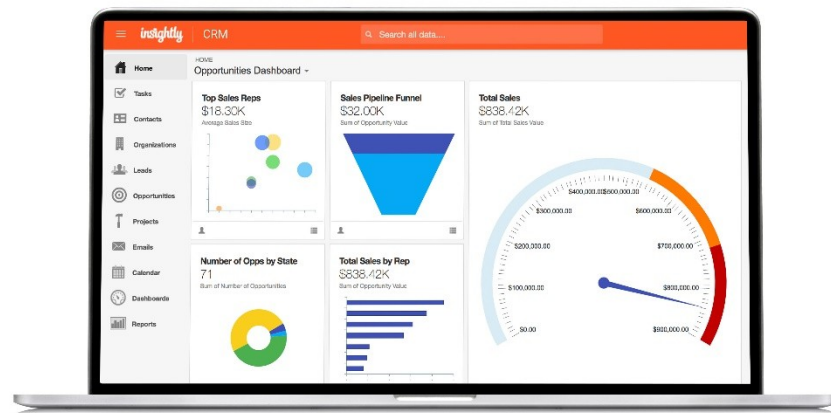 insightly CRM Search all data....
Home
Tasks
Contacts
Organizations
Leads
Opportunities
Projects
Emails
Calendar
Dashboards
Reports
HOME
Opportunities Dashboard
Top Sales Reps
$18.30K
Average Sales Size
Sales Pipeline Funnel
$32.00K
Sum of Opportunity Value
Total Sales
$838.42K
Sum of Total Sales Value
$0.00
$100,000.00
$200,000.00
$300,000.00
$400,000.00
$500,000.00
$600,000.00
$700,000.00
$800,000.00
$900,000.00
Number of Opps by State
71
Sum of Number of Opportunities
Total Sales by Rep
$838.42K
Sum of Opportunity Value